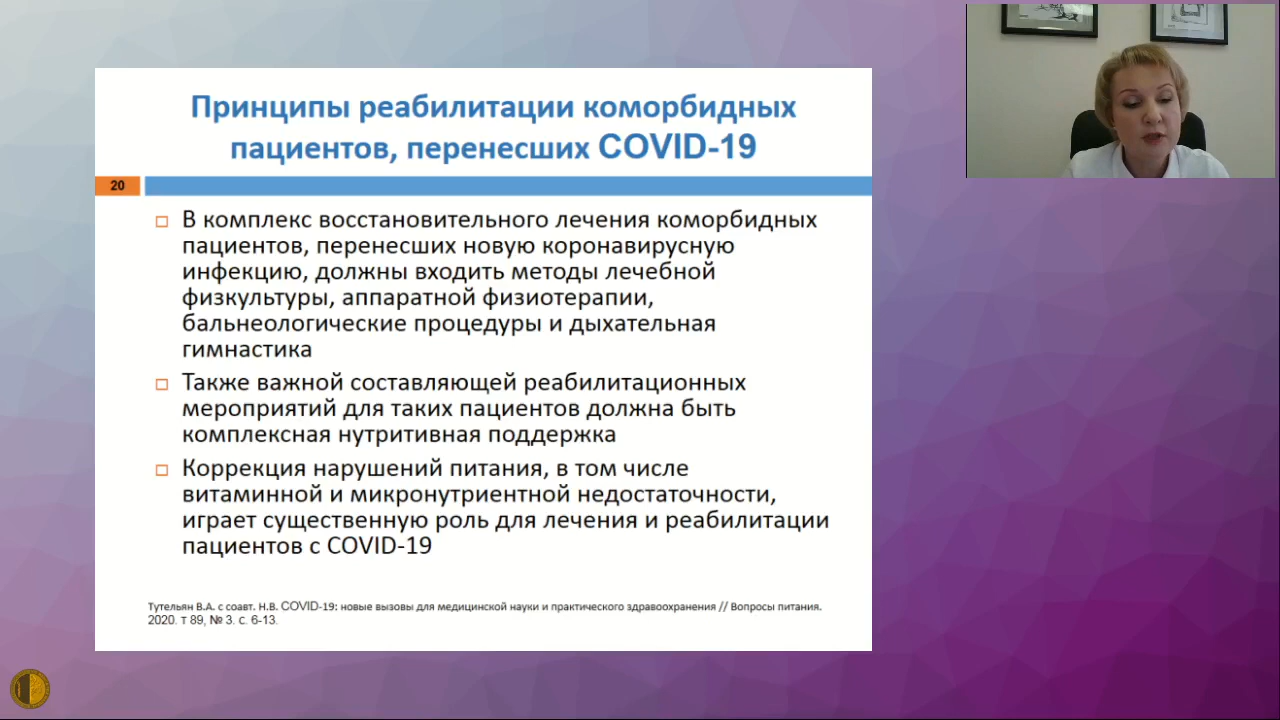 Принципы реабилитации коморбидных
пациентов, перенесших COVID-19
20
В комплекс восстановительного лечения коморбидных
пациентов, перенесших новую коронавирусную
инфекцию, должны входить методы лечебной
физкультуры, аппаратной физиотерапии,
бальнеологические процедуры и дыхательная
гимнастика
Также важной составляющей реабилитационных
мероприятий для таких пациентов должна быть
комплексная нутритивная поддержка
Коррекция нарушений питания, в том числе
витаминной и микронутриентной недостаточности,
играет существенную роль для лечения и реабилитации
пациентов с COVID-19
Тутельян В.А. с соавт. Н.В. COVID-19: новые вызовы для медицинской науки и практического здравоохранения // Вопросы питания.
2020. т 89, № 3. с. 6-13.